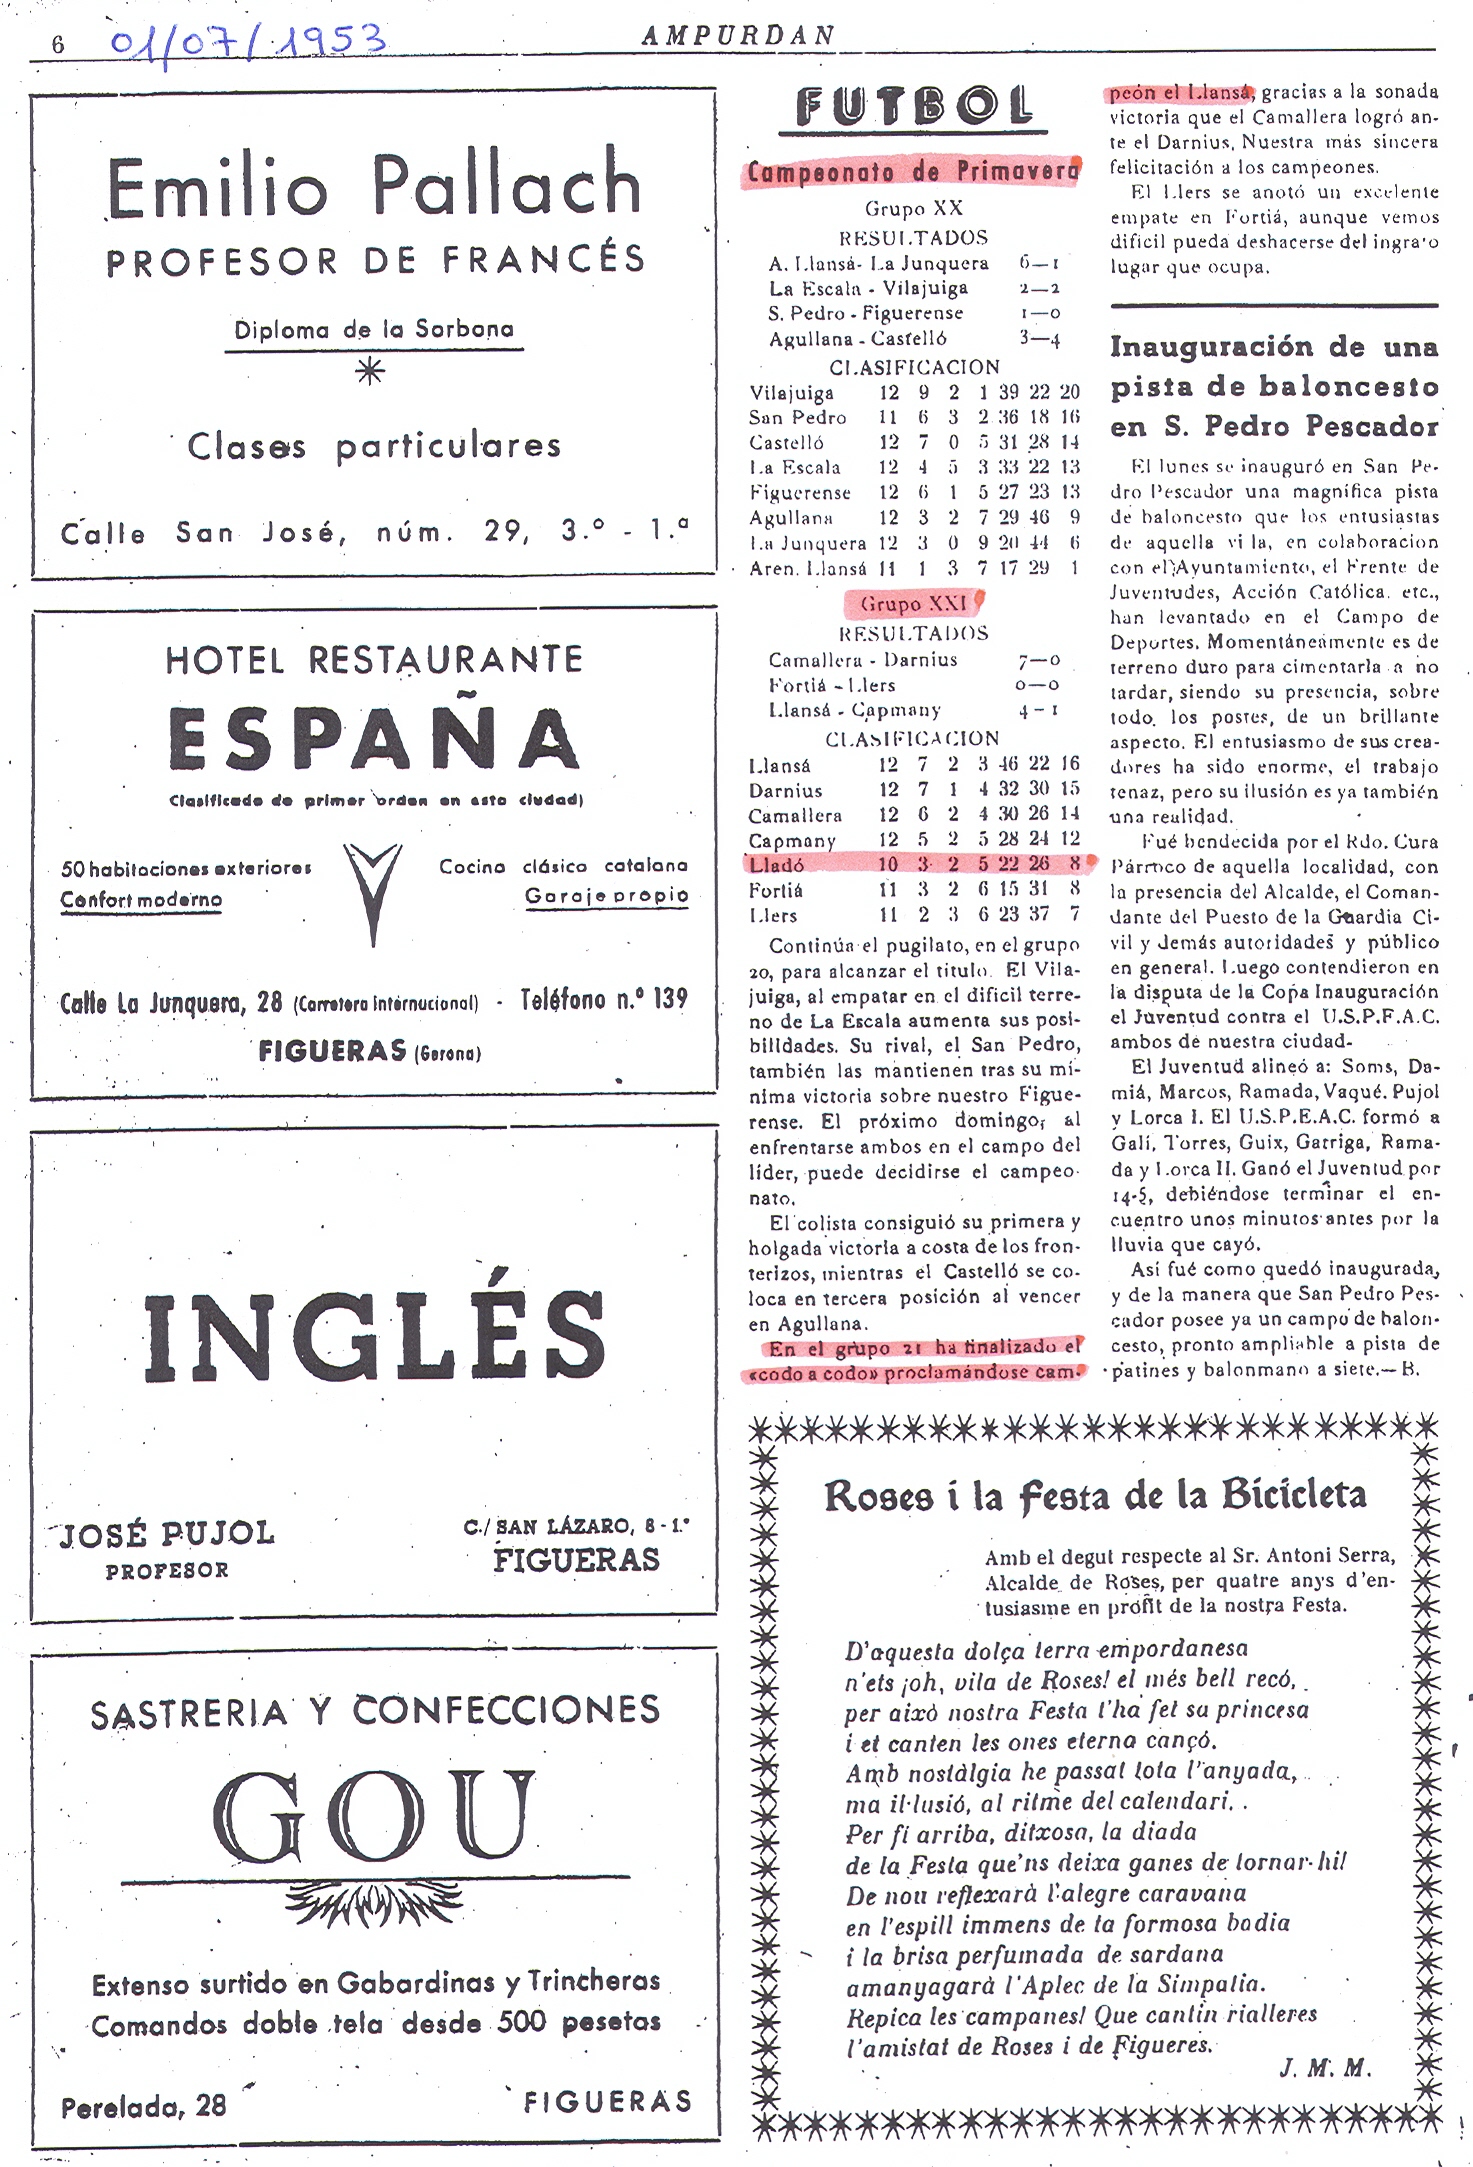 6 01/07/1953 AMPURDAN
Emilio Pallach
PROFESOR DE FRANCÉS
Diploma de la Sorbona
Clases particulares
Calle San José, núm. 29, 3.º - 1.ª
HOTEL RESTAURANTE
ESPAÑA
Clasificado de primer orden en esta ciudad)
50 habitaciones exteriores
Confort moderno
Cocina clásica catalana
Garaje propio
Calle La Junquera, 28 (Carretera Internacional) - Teléfono n.º 139
FIGUERAS (Gerona)
INGLÉS
JOSÉ PUJOL
PROFESOR
C./ SAN LÁZARO, 8 - 1.º
FIGUERAS
SASTRERIA Y CONFECCIONES
GOU
Extenso surtido en Gabardinas y Trincheras
Comandos doble tela desde 500 pesetas
Perelada, 28 FIGUERAS
FUTBOL
Campeonato de Primavera
Grupo XX
RESULTADOS
A. Llansá - La Junquera 6—1
La Escala - Vilajuiga 2—2
S. Pedro - Figuerense 1—0
Agullana - Castelló 3—4
CLASIFICACION
Vilajuiga 12 9 2 1 39 22 20
San Pedro 11 6 3 2 36 18 16
Castelló 12 7 0 5 31 28 14
La Escala 12 4 5 3 33 22 13
Figuerense 12 6 1 5 27 23 13
Agullana 12 3 2 7 29 46 9
La Junquera 12 3 0 9 20 44 6
Aren. Llansá 11 1 3 7 17 29 1
Grupo XXI
RESULTADOS
Camallera - Darnius 7—0
Fortiá - Llers 0—0
Llansá - Capmany 4-1
CLASIFICACION
Llansá 12 7 2 3 46 22 16
Darnius 12 7 1 4 32 30 15
Camallera 12 6 2 4 30 26 14
Capmany 12 5 2 5 28 24 12
Lladó 10 3 2 5 22 26 8
Fortiá 11 3 2 6 15 31 8
Llers 11 2 3 6 23 37 7
Continúa el pugilato, en el grupo
20, para alcanzar el titulo. El Vila-
juiga, al empatar en el dificil terre-
no de La Escala aumenta sus posi-
bilidades. Su rival, el San Pedro,
también las mantienen tras su mí-
nima victoria sobre nuestro Figue-
rense. El próximo domingo, al
enfrentarse ambos en el campo del
lider, puede decidirse el campeo-
nato.
El colista consiguió su primera y
holgada victoria a costa de los fron-
terizos, mientras el Castelló se co-
loca en tercera posición al vencer
en Agullana.
En el grupo 21 ha finalizado el
«codo a codo» proclamándose cam-
peón el Llansá, gracias a la sonada
victoria que el Camallera logró an-
te el Darnius, Nuestra más sincera
felicitación a los campeones.
El Llers se anotó un excelente
empate en Fortiá, aunque vemos
dificil pueda deshacerse del ingrato
lugar que ocupa.
Inauguración de una
pista de baloncesto
en S. Pedro Pescador
El lunes se inauguró en San Pe-
dro Pescador una magnífica pista
de baloncesto que los entusiastas
de aquella vi la, en colaboracion
con el Ayuntamiento, el Frente de
Juventudes, Acción Católica. etc.,
han levantado en el Campo de
Deportes. Momentáneamente es de
terreno duro para cimentarla a no
tardar, siendo su presencia, sobre
todo, los postes, de un brillante
aspecto. El entusiasmo de sus crea-
dores ha sido enorme, el trabajo
tenaz, pero su ilusión es ya también
una realidad.
Fué bendecida por el Rdo. Cura
Párroco de aquella localidad, con
la presencia del Alcalde, el Coman-
dante del Puesto de la Guardia Ci-
vil y demás autoridades y público
en general. Luego contendieron en
la disputa de la Copa Inauguración
el Juventud contra el U.S.P.F.A.C.
ambos de nuestra ciudad-
El Juventud alineó a: Soms, Da-
miá, Marcos, Ramada, Vaqué. Pujol
y Lorca I. El U.S.P.E.A.C. formó a
Galí, Torres, Guix, Garriga, Rama-
da y Lorca II. Ganó el Juventud por
14-5, debiéndose terminar el en-
cuentro unos minutos antes por la
lluvia que cayó.
Así fué como quedó inaugurada,
y de la manera que San Pedro Pes-
cador posee ya un campo de balon-
cesto, pronto ampliable a pista de
patines y balonmano a siete.— B.
Roses i la Festa de la Bicicleta
Amb el degut respecte al Sr. Antoni Serra,
Alcalde de Roses, per quatre anys d'en-
tusiasme en profit de la nostra Festa.
D'aquesta dolça terra empordanesa
n'ets ¡oh, vila de Roses! el més bell recó,
per això nostra Festa t'ha fet sa princesa
i et canten les ones eterna cançó.
Amb nostàlgia he passat tota l'anyada,
ma il·lusió, al ritme del calendari.
Per fi arriba, ditxosa, la diada
de la Festa que'ns deixa ganes de tornar-hi!
De nou reflexarà l'alegre caravana
en l'espill immens de ta formosa badia
i la brisa perfumada de sardana
amanyagarà l'Aplec de la Simpatia.
Repica les campanes! Que cantin rialleres
l'amistat de Roses i de Figueres.
J. M. M.